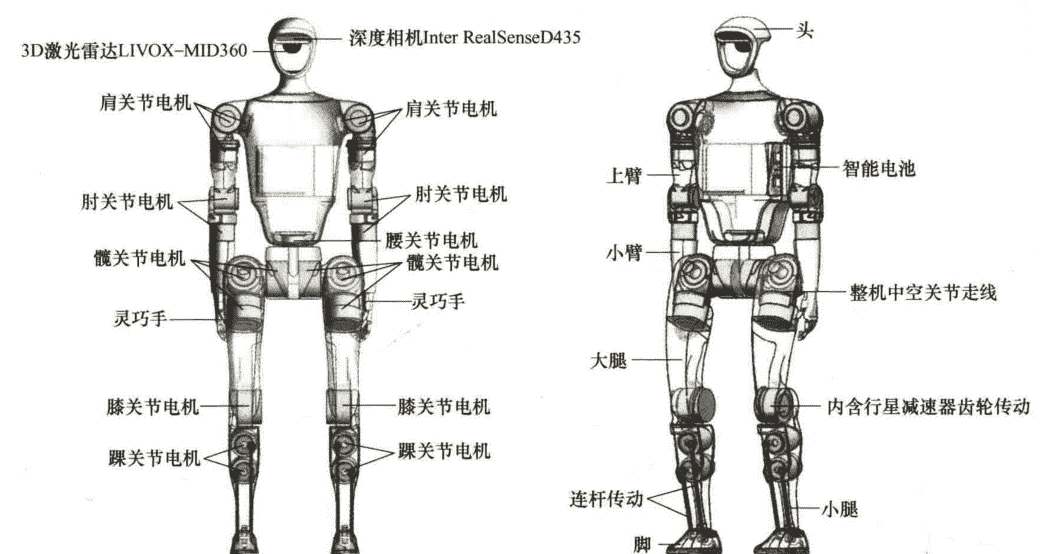 3D激光雷达LIVOX-MID360
深度相机Inter RealSenseD435
肩关节电机
肩关节电机
肘关节电机
肘关节电机
腰关节电机
髋关节电机
髋关节电机
灵巧手
灵巧手
膝关节电机
膝关节电机
踝关节电机
踝关节电机
头
上臂
智能电池
小臂
整机中空关节走线
大腿
内含行星减速器齿轮传动
连杆传动
小腿
脚